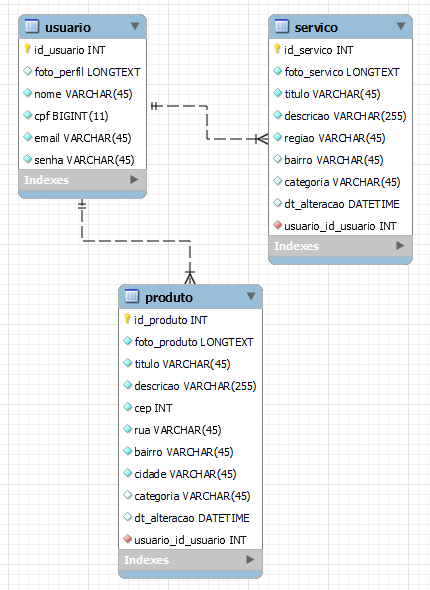 usuario
id_usuario INT
foto_perfil LONGTEXT
nome VARCHAR(45)
cpf BIGINT(11)
email VARCHAR(45)
senha VARCHAR(45)
Indexes
servico
id_servico INT
foto_servico LONGTEXT
titulo VARCHAR(45)
descricao VARCHAR(255)
regiao VARCHAR(45)
bairro VARCHAR(45)
categoria VARCHAR(45)
dt_alteracao DATETIME
usuario_id_usuario INT
Indexes
produto
id_produto INT
foto_produto LONGTEXT
titulo VARCHAR(45)
descricao VARCHAR(255)
cep INT
rua VARCHAR(45)
bairro VARCHAR(45)
cidade VARCHAR(45)
categoria VARCHAR(45)
dt_alteracao DATETIME
usuario_id_usuario INT
Indexes